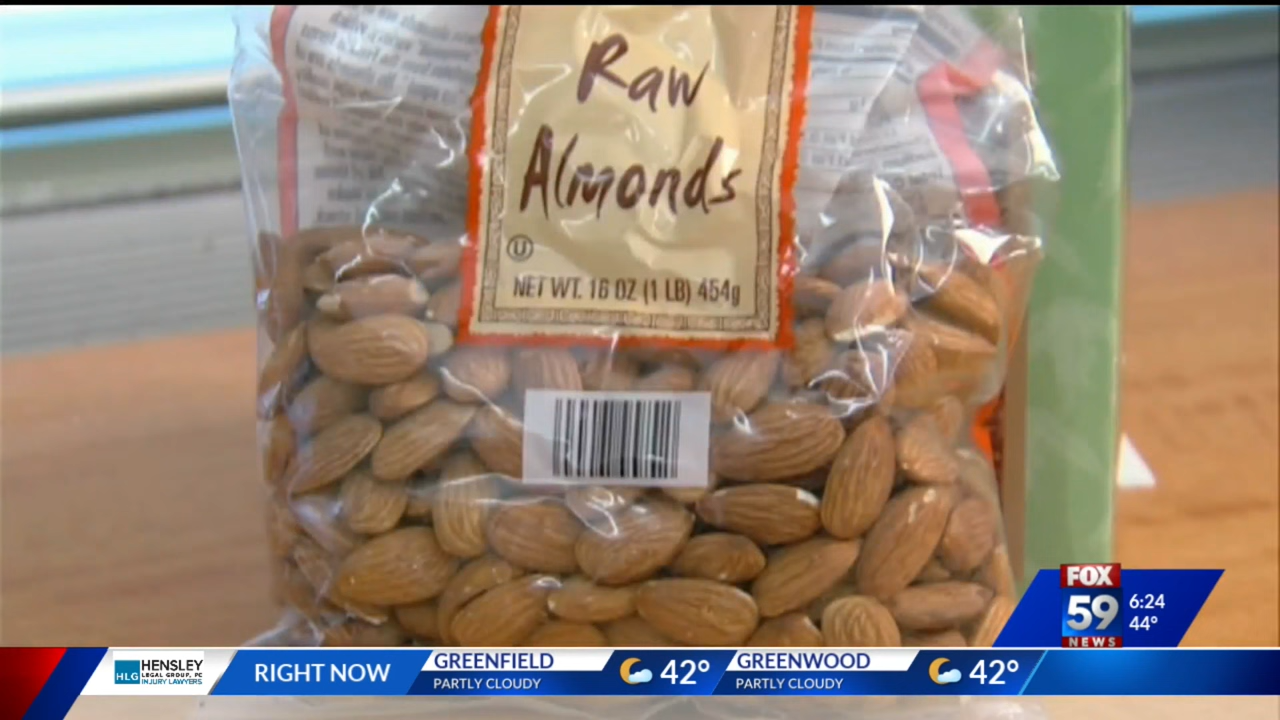 Raw
Almonds
U
NET WT. 16 OZ (1 LB) 454g
FOX
59
NEWS
6:24
44°
HLG
HENSLEY
LEGAL GROUP, PC
INJURY LAWYERS
RIGHT NOW
GREENFIELD
PARTLY CLOUDY
42°
GREENWOOD
PARTLY CLOUDY
42°